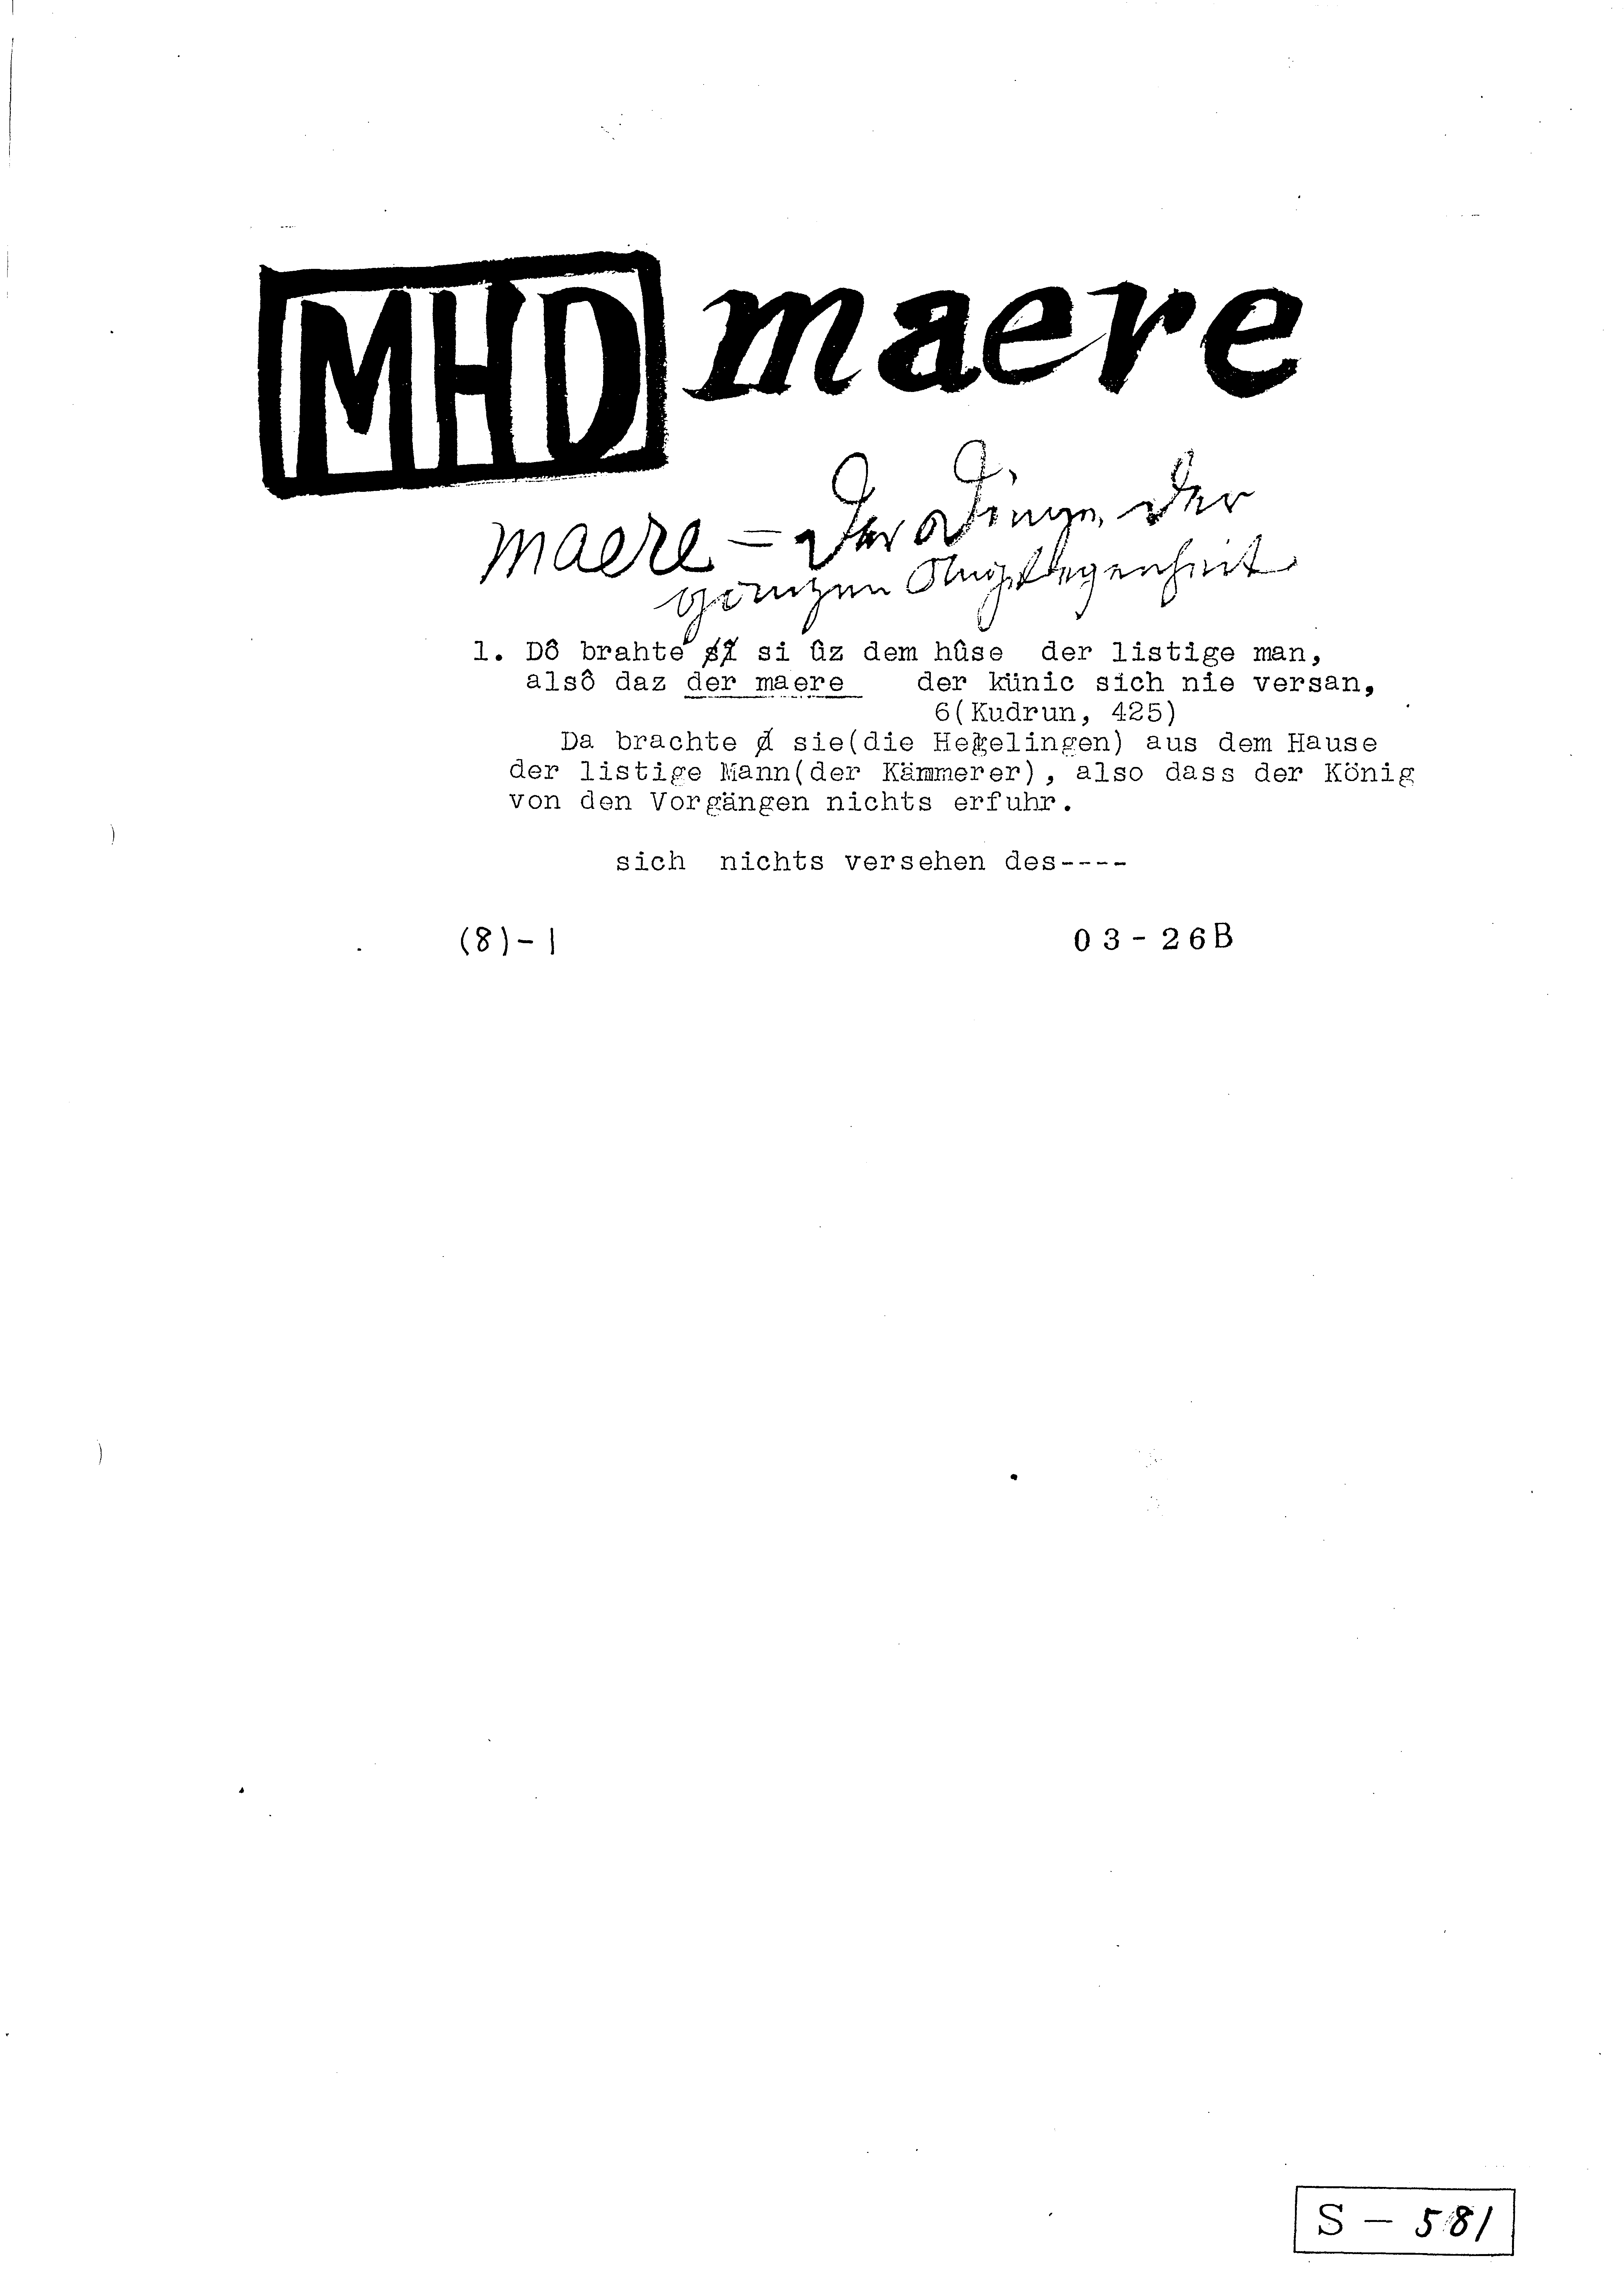 MHD maere
maere = der Dinge, der
ganzen Angelegenheit
1. Dô brahte si ûz dem hûse der listige man,
alsô daz der maere der künic sich nie versan,
6(Kudrun, 425)
Da brachte sie(die Hegelingen) aus dem Hause
der listige Mann(der Kämmerer), also dass der König
von den Vorgängen nichts erfuhr.
sich nichts versehen des----
(8)-1 03-26B
S - 581